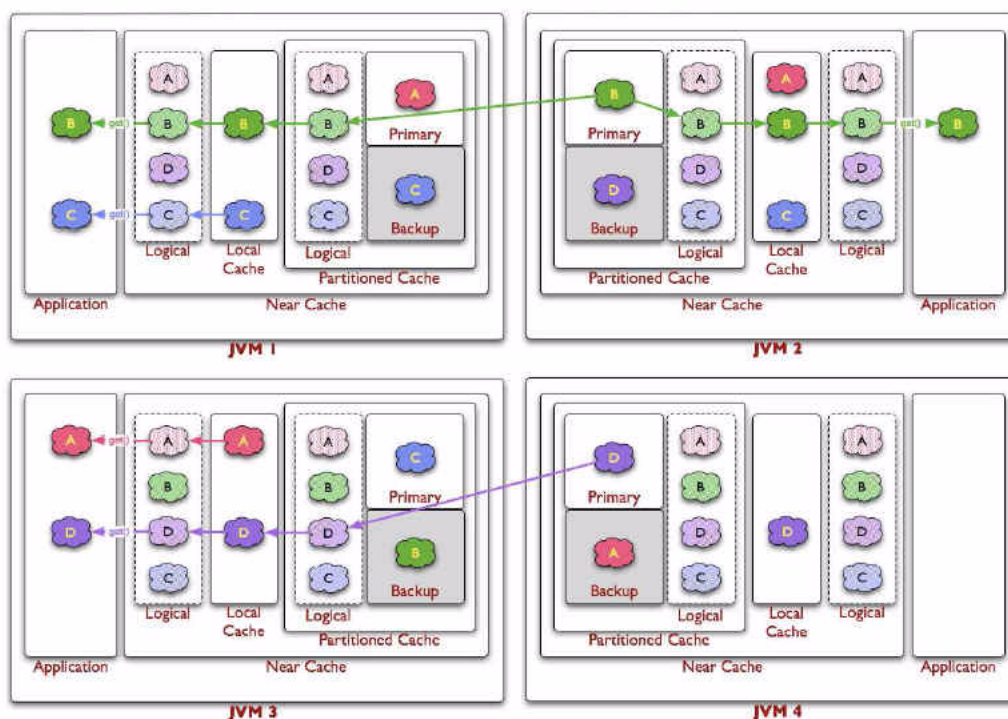 A A A A A A
B get() B B B B B B B get() B
Primary Primary
D D D D
C get() C C C C C C
Backup Backup
Logical Local Cache Logical Logical Local Cache Logical
Partitioned Cache Partitioned Cache
Application Near Cache Near Cache Application
JVM 1 JVM 2
A get() A A A C D A A
Primary Primary
B B B B
D get() D D D B A D D D
C C C C
Backup Backup
Logical Local Cache Logical Logical Local Cache Logical
Partitioned Cache Partitioned Cache
Application Near Cache Near Cache Application
JVM 3 JVM 4